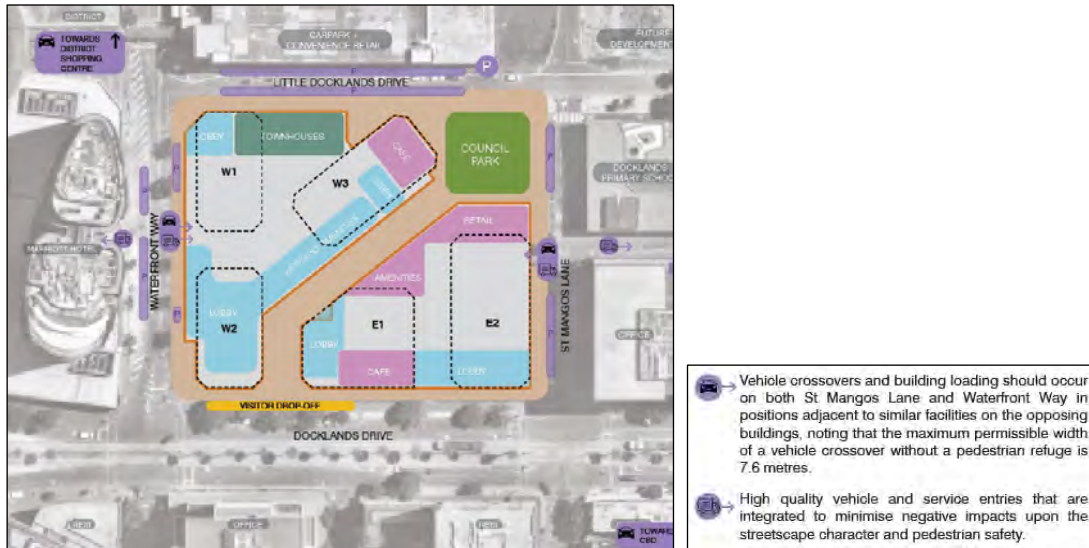 DISTRICT
TOWARDS
DISTRICT
SHOPPING
CENTRE
CARPARK +
CONVENIENCE RETAIL
FUTURE
DEVELOPMENT
P
P
LITTLE DOCKLANDS DRIVE
P
TOWNHOUSES
CAFE
COUNCIL
PARK
DOCKLANDS
PRIMARY SCHOOL
W1
W3
P
P
P
RETAIL
MARRIOTT HOTEL
WATERFRONT WAY
AMENITIES
ST MANGOS LANE
P
LOBBY
W2
LOBBY
E1
E2
P
OFFICE
CAFE
LOBBY
VISITOR DROP-OFF
DOCKLANDS DRIVE
OFFICE
TOWARDS
CBD
Vehicle crossovers and building loading should occur
on both St Mangos Lane and Waterfront Way in
positions adjacent to similar facilities on the opposing
buildings, noting that the maximum permissible width
of a vehicle crossover without a pedestrian refuge is
7.6 metres.
High quality vehicle and service entries that are
integrated to minimise negative impacts upon the
streetscape character and pedestrian safety.